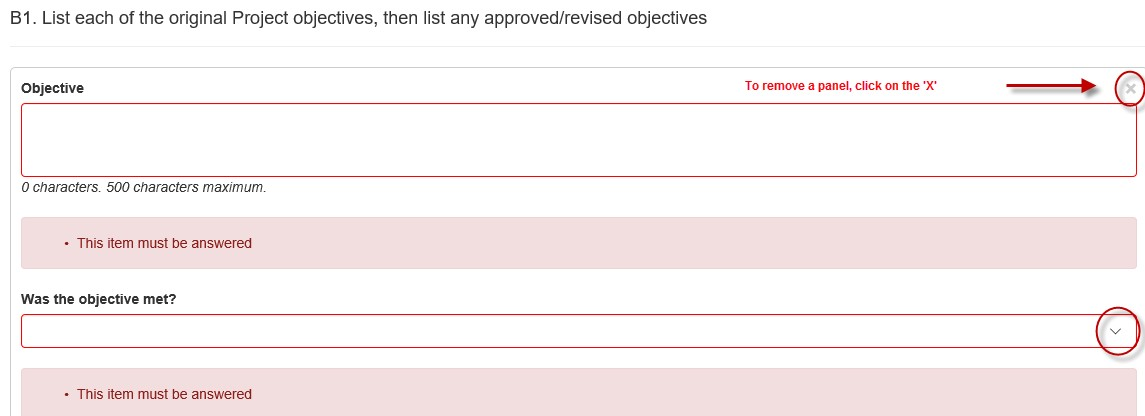 B1. List each of the original Project objectives, then list any approved/revised objectives
Objective
To remove a panel, click on the 'X'
0 characters. 500 characters maximum.
• This item must be answered
Was the objective met?
• This item must be answered